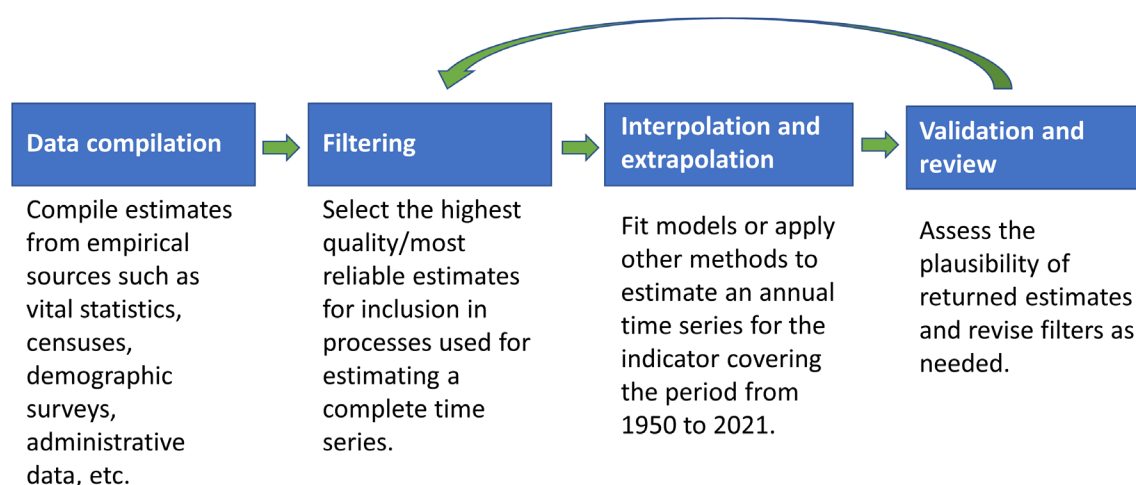 Data compilation
Compile estimates
from empirical
sources such as
vital statistics,
censuses,
demographic
surveys,
administrative
data, etc.
Filtering
Select the highest
quality/most
reliable estimates
for inclusion in
processes used for
estimating a
complete time
series.
Interpolation and
extrapolation
Fit models or apply
other methods to
estimate an annual
time series for the
indicator covering
the period from
1950 to 2021.
Validation and
review
Assess the
plausibility of
returned estimates
and revise filters as
needed.